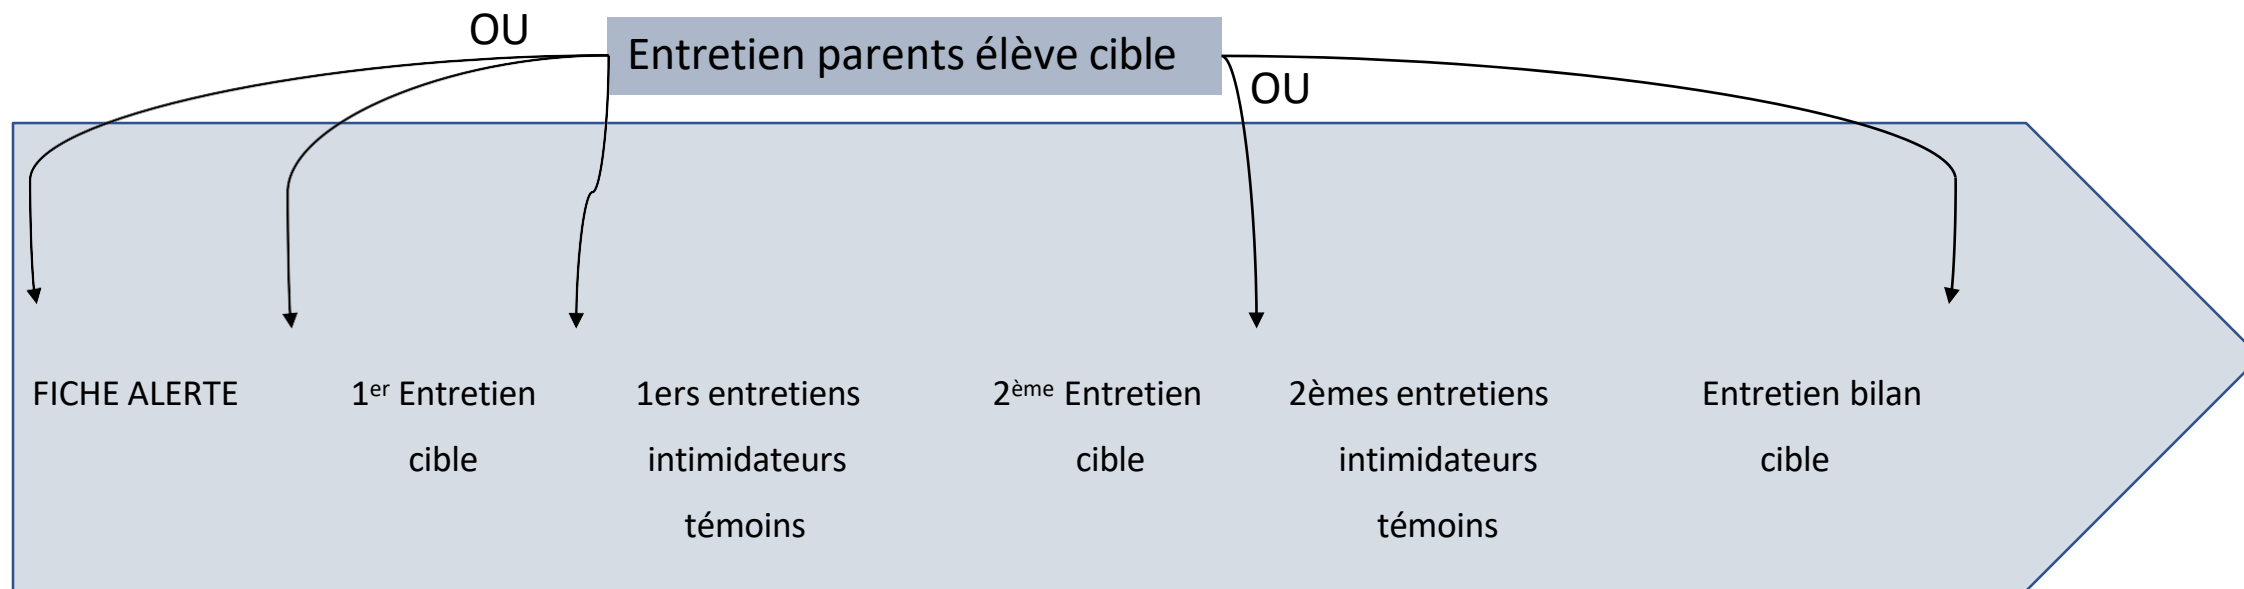 OU
Entretien parents élève cible
OU
FICHE ALERTE
1er Entretien
cible
1ers entretiens
intimidateurs
témoins
2ème Entretien
cible
2èmes entretiens
intimidateurs
témoins
Entretien bilan
cible